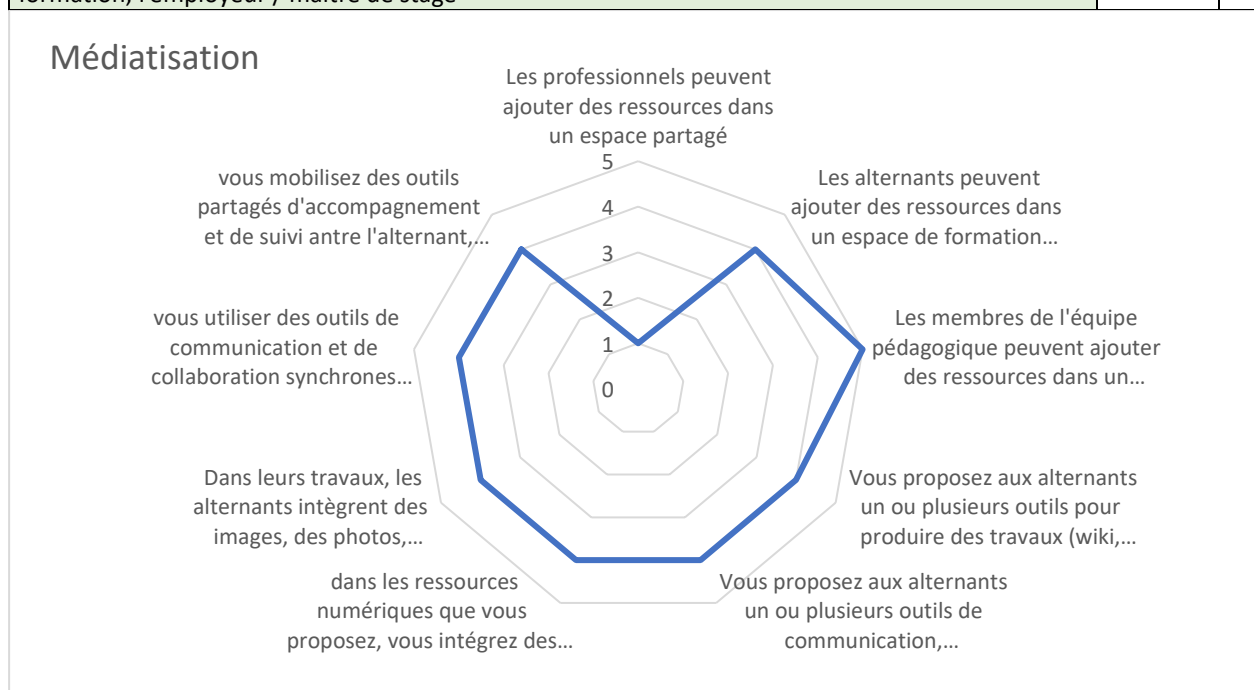 formation, l'employeur / maître de stage
Médiatisation
Les professionnels peuvent
ajouter des ressources dans
un espace partagé
Les alternants peuvent
ajouter des ressources dans
un espace de formation...
Les membres de l'équipe
pédagogique peuvent ajouter
des ressources dans un...
Vous proposez aux alternants
un ou plusieurs outils pour
produire des travaux (wiki,...
Vous proposez aux alternants
un ou plusieurs outils de
communication,...
dans les ressources
numériques que vous
proposez, vous intégrez des...
Dans leurs travaux, les
alternants intègrent des
images, des photos,...
vous utiliser des outils de
communication et de
collaboration synchrones...
vous mobilisez des outils
partagés d'accompagnement
et de suivi antre l'alternant,...
5
4
3
2
1
0